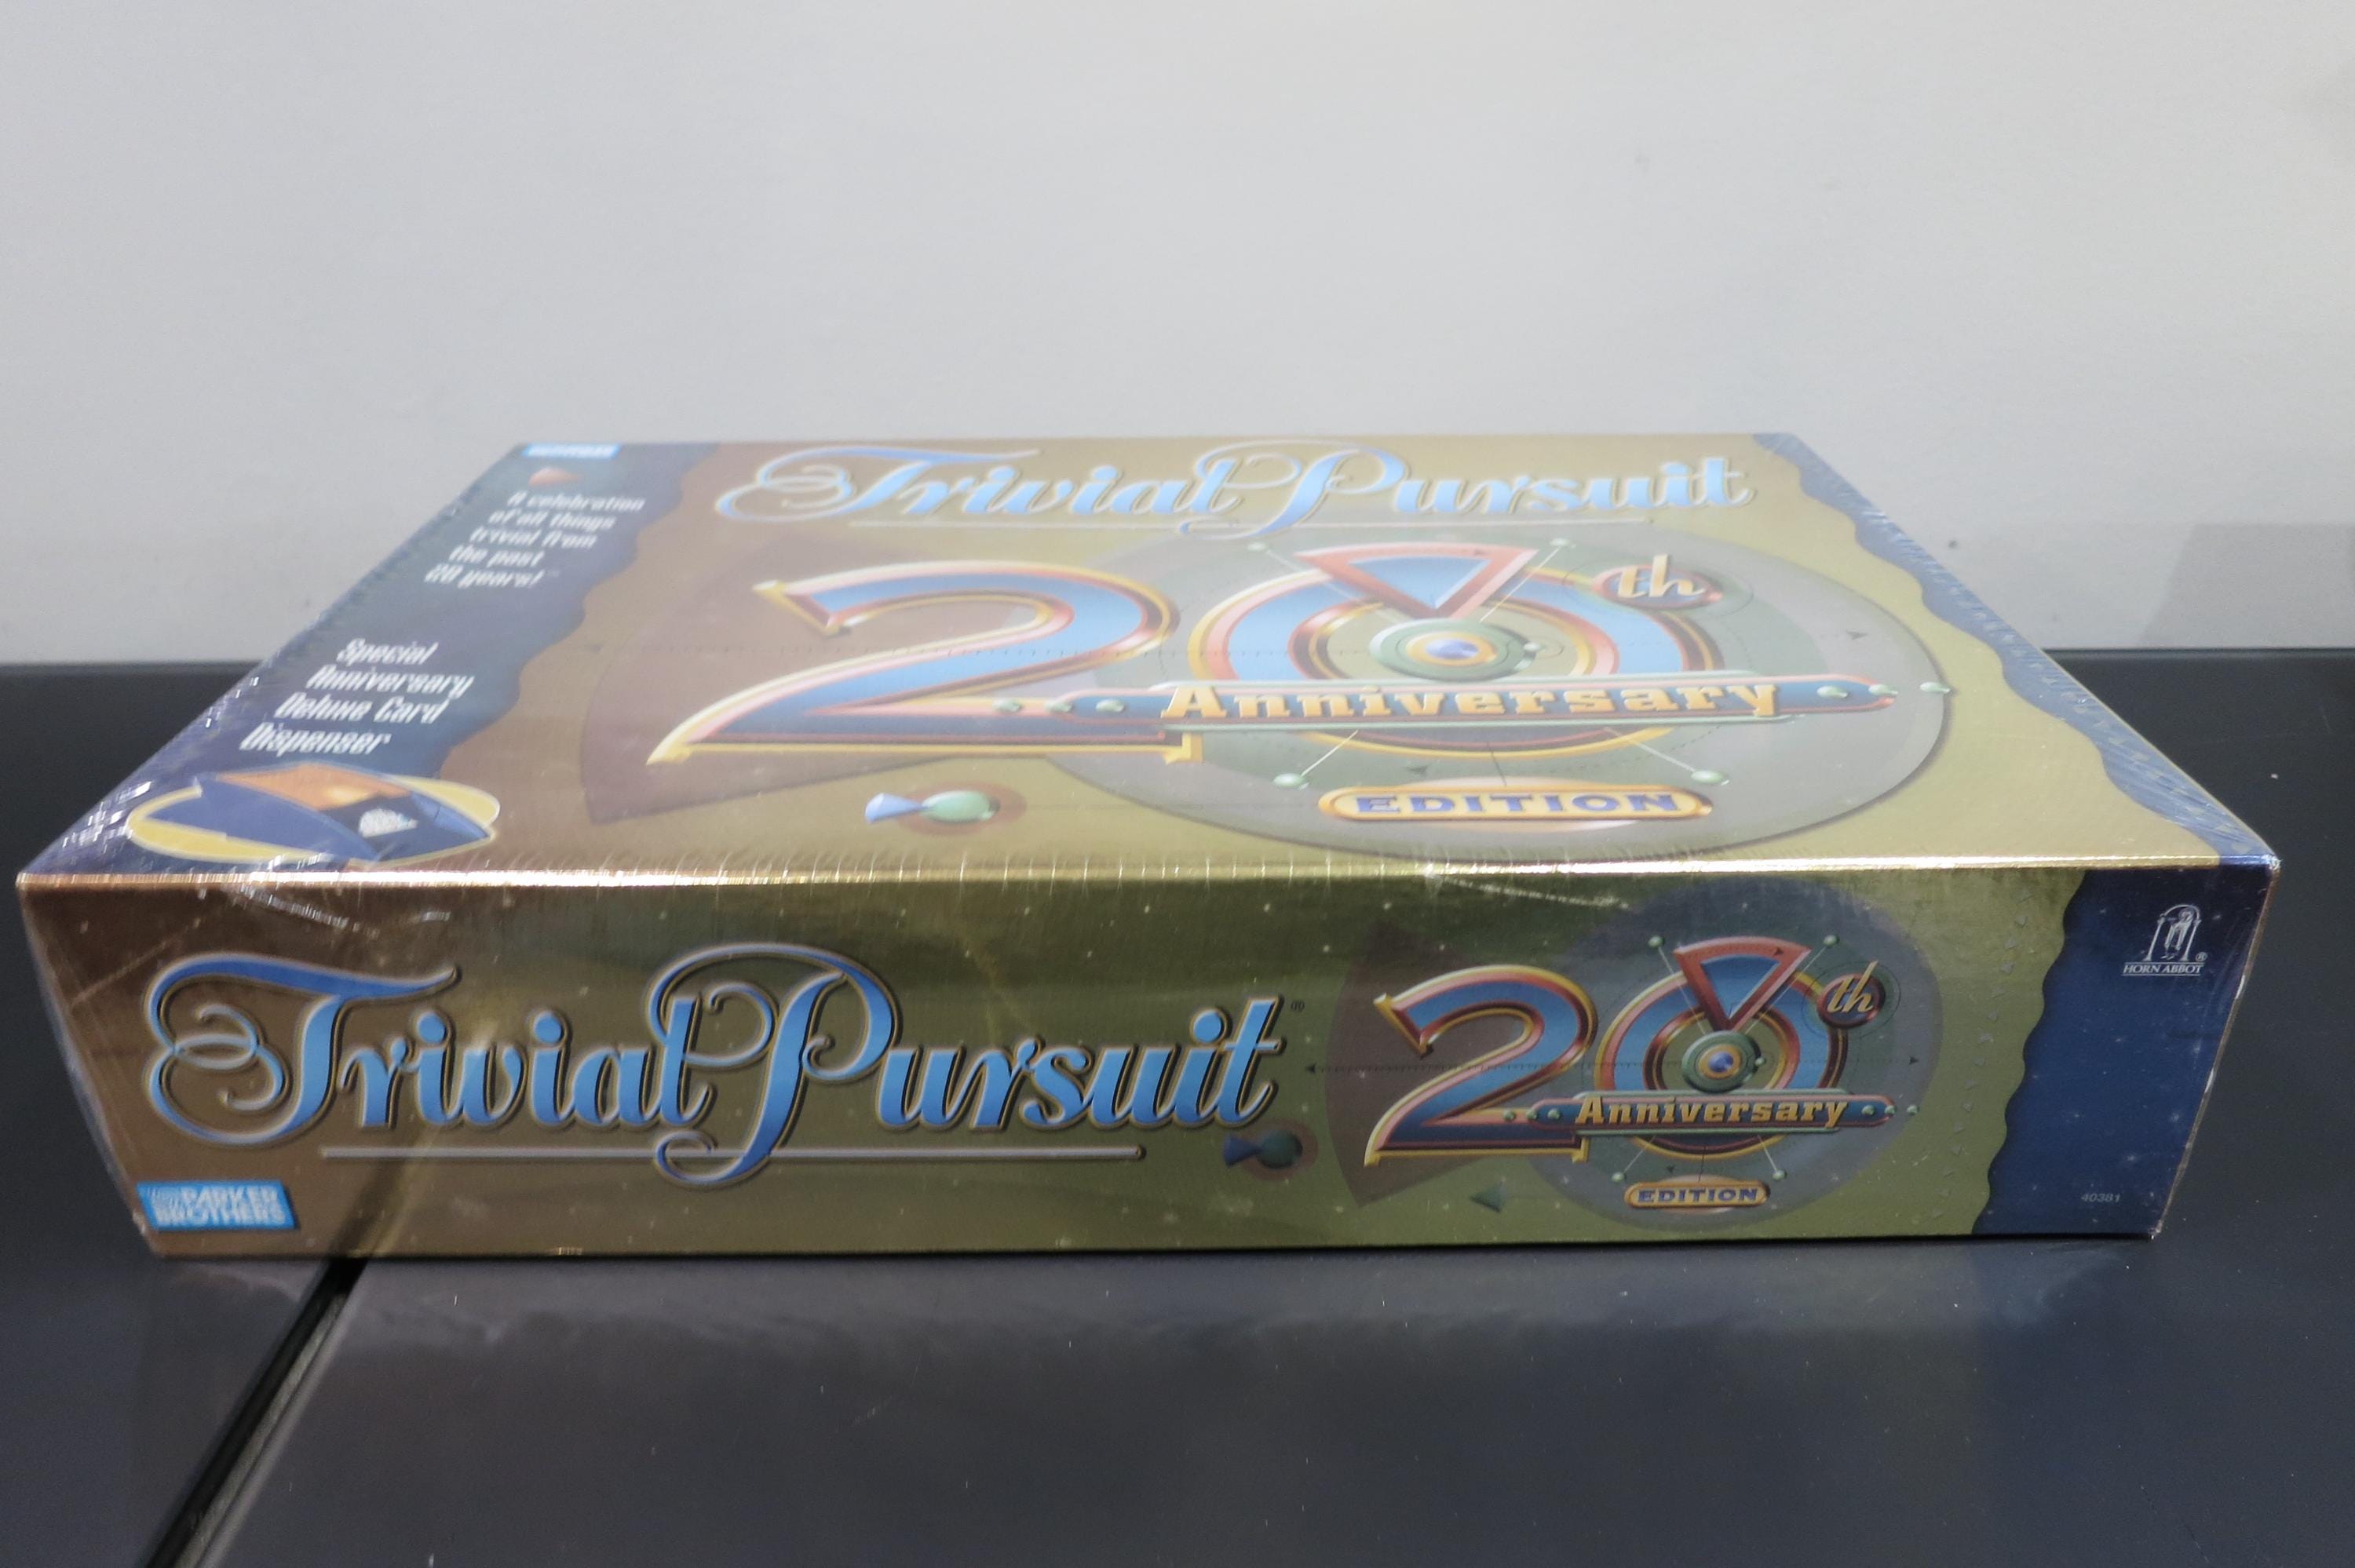 A celebration
of all things
trivial from
the past
20 years!™
Special
Anniversary
Deluxe Card
Dispenser
Trivial Pursuit
20th
Anniversary
EDITION
Trivial Pursuit®
PARKER
BROTHERS
20th
Anniversary
EDITION
HORN ABBOT®
40381